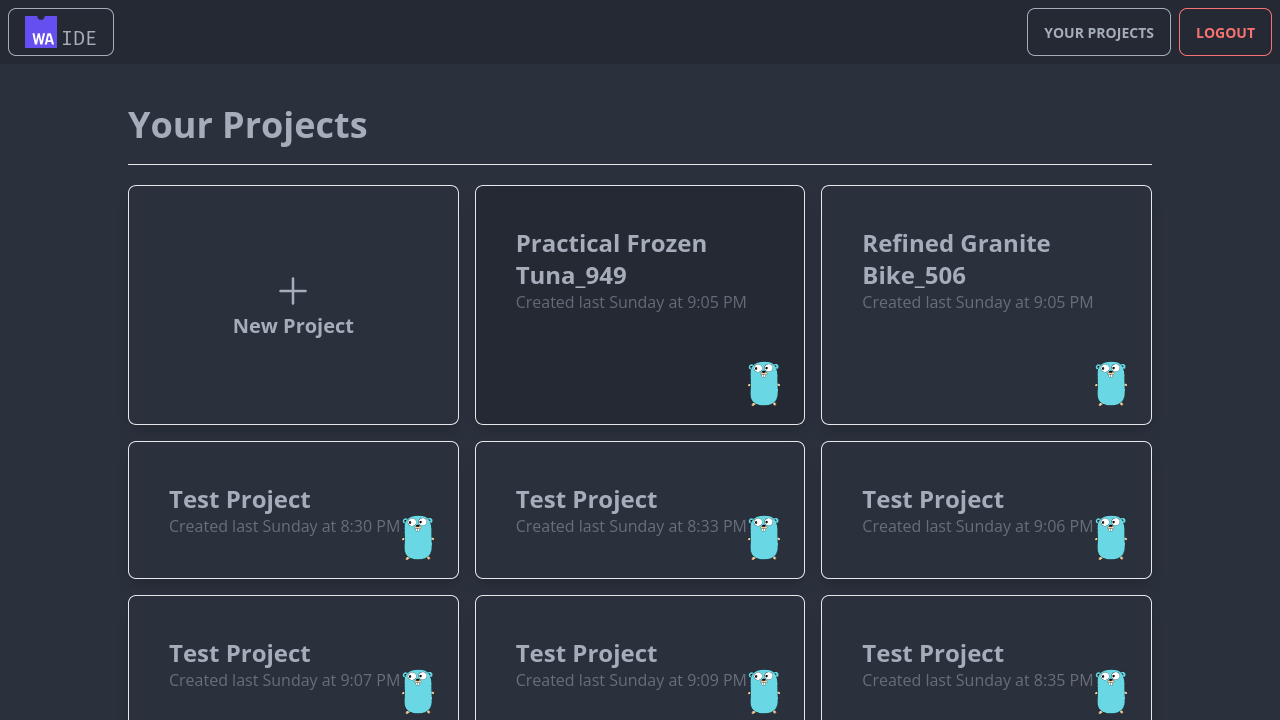 WA IDE
YOUR PROJECTS
LOGOUT
Your Projects
New Project
Practical Frozen
Tuna_949
Created last Sunday at 9:05 PM
Refined Granite
Bike_506
Created last Sunday at 9:05 PM
Test Project
Created last Sunday at 8:30 PM
Test Project
Created last Sunday at 8:33 PM
Test Project
Created last Sunday at 9:06 PM
Test Project
Created last Sunday at 9:07 PM
Test Project
Created last Sunday at 9:09 PM
Test Project
Created last Sunday at 8:35 PM